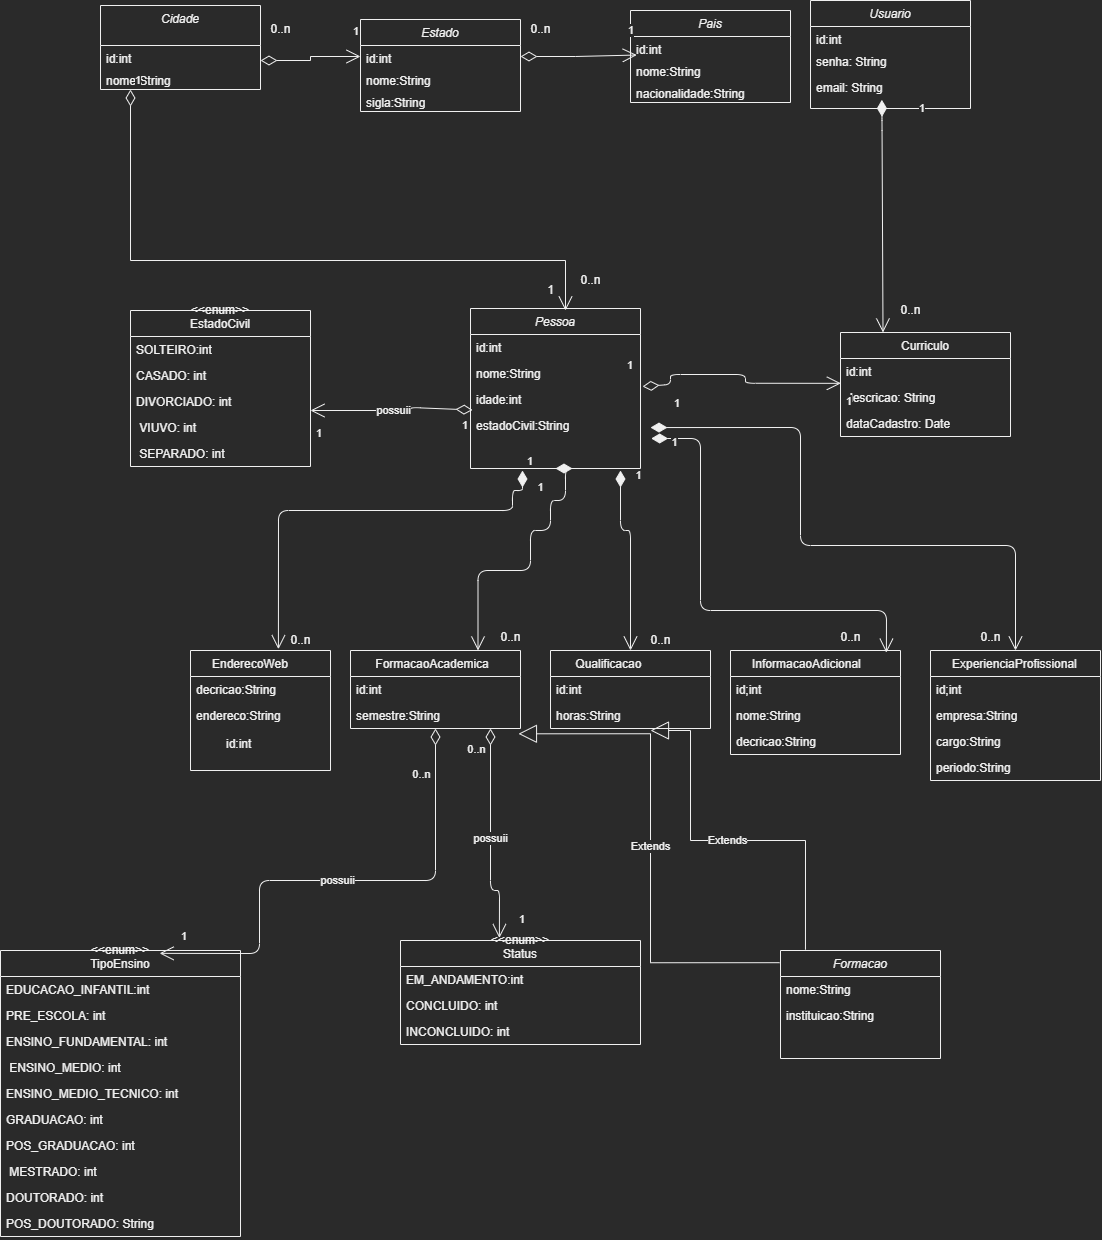 Cidade
id:int
nome:String
1
0..n
1
Estado
id:int
nome:String
sigla:String
0..n
1
Pais
id:int
nome:String
nacionalidade:String
Usuario
id:int
senha: String
email: String
1
0..n
1
0..n
<<enum>>
EstadoCivil
SOLTEIRO:int
CASADO: int
DIVORCIADO: int
VIUVO: int
SEPARADO: int
possuii
1
1
Pessoa
id:int
nome:String
idade:int
estadoCivil:String
1
1
1
1
1
1
Curriculo
id:int
escricao: String
1
dataCadastro: Date
0..n
0..n
0..n
0..n
0..n
EnderecoWeb
decricao:String
endereco:String
id:int
FormacaoAcademica
id:int
semestre:String
Qualificacao
id:int
horas:String
InformacaoAdicional
id;int
nome:String
decricao:String
ExperienciaProfissional
id;int
empresa:String
cargo:String
periodo:String
0..n
0..n
possuii
possuii
Extends
Extends
1
1
<<enum>>
TipoEnsino
EDUCACAO_INFANTIL:int
PRE_ESCOLA: int
ENSINO_FUNDAMENTAL: int
ENSINO_MEDIO: int
ENSINO_MEDIO_TECNICO: int
GRADUACAO: int
POS_GRADUACAO: int
MESTRADO: int
DOUTORADO: int
POS_DOUTORADO: String
<<enum>>
Status
EM_ANDAMENTO:int
CONCLUIDO: int
INCONCLUIDO: int
Formacao
nome:String
instituicao:String